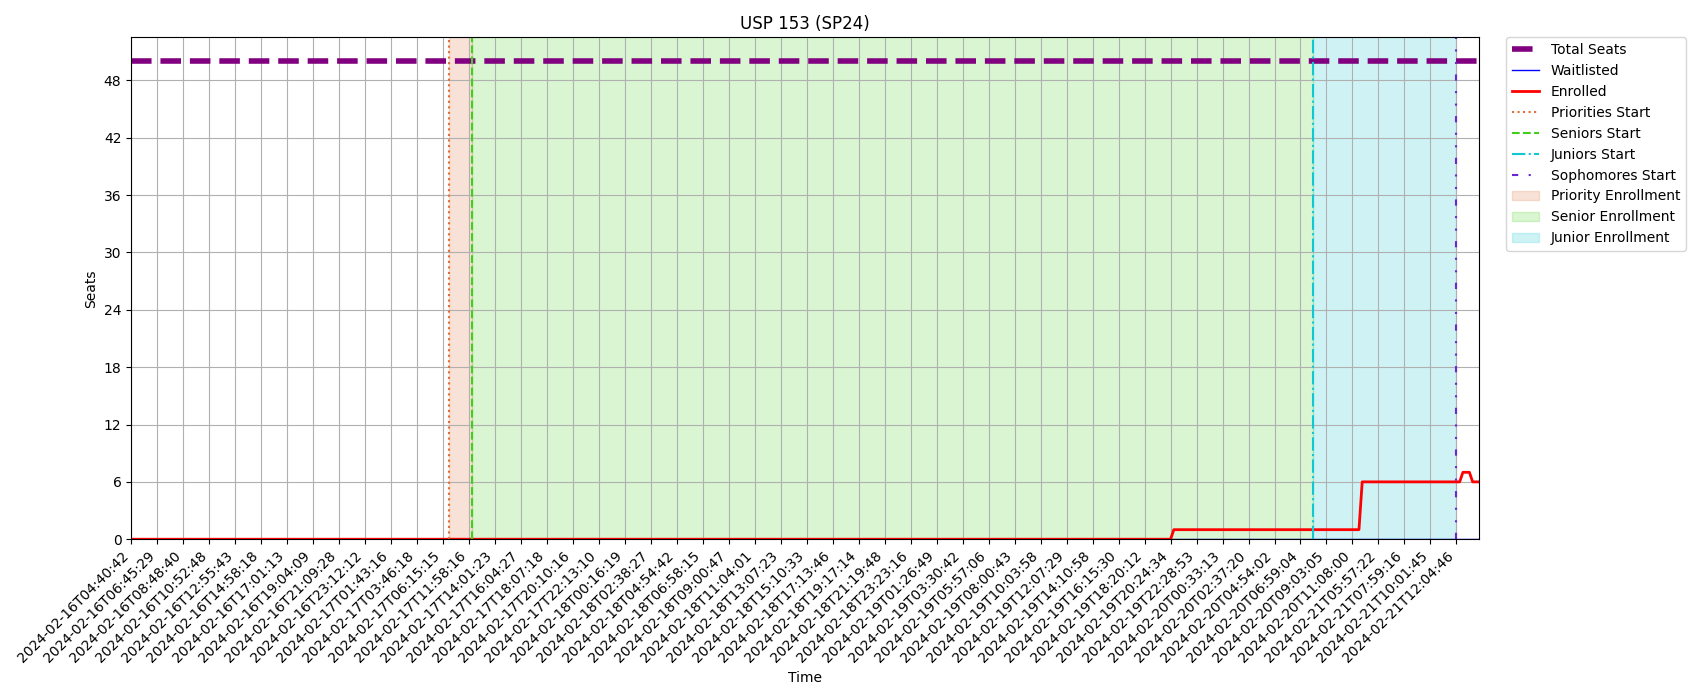 USP 153 (SP24)
Seats
48
42
36
30
24
18
12
6
0
2024-02-16T04:40:42
2024-02-16T06:45:29
2024-02-16T08:48:40
2024-02-16T10:52:48
2024-02-16T12:55:43
2024-02-16T14:58:18
2024-02-16T17:01:13
2024-02-16T19:04:09
2024-02-16T21:09:28
2024-02-16T23:12:12
2024-02-17T01:43:16
2024-02-17T03:46:18
2024-02-17T06:15:15
2024-02-17T11:58:16
2024-02-17T14:01:23
2024-02-17T16:04:27
2024-02-17T18:07:18
2024-02-17T20:10:16
2024-02-17T22:13:10
2024-02-18T00:16:19
2024-02-18T02:38:27
2024-02-18T04:54:42
2024-02-18T06:58:15
2024-02-18T09:00:47
2024-02-18T11:04:01
2024-02-18T13:07:23
2024-02-18T15:10:33
2024-02-18T17:13:46
2024-02-18T19:17:14
2024-02-18T21:19:48
2024-02-18T23:23:16
2024-02-19T01:26:49
2024-02-19T03:30:42
2024-02-19T05:57:06
2024-02-19T08:00:43
2024-02-19T10:03:58
2024-02-19T12:07:29
2024-02-19T14:10:58
2024-02-19T16:15:30
2024-02-19T18:20:12
2024-02-19T20:24:34
2024-02-19T22:28:53
2024-02-20T00:33:13
2024-02-20T02:37:20
2024-02-20T04:54:02
2024-02-20T06:59:04
2024-02-20T09:03:05
2024-02-20T11:08:00
2024-02-21T05:57:22
2024-02-21T07:59:16
2024-02-21T10:01:45
2024-02-21T12:04:46
Time
Total Seats
Waitlisted
Enrolled
Priorities Start
Seniors Start
Juniors Start
Sophomores Start
Priority Enrollment
Senior Enrollment
Junior Enrollment